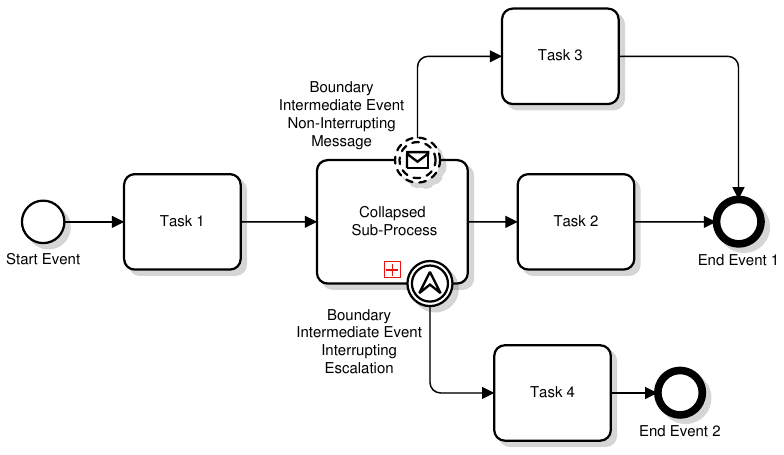 Task 3
Boundary
Intermediate Event
Non-Interrupting
Message
Task 1
Collapsed
Sub-Process
Task 2
Start Event
End Event 1
Boundary
Intermediate Event
Interrupting
Escalation
Task 4
End Event 2